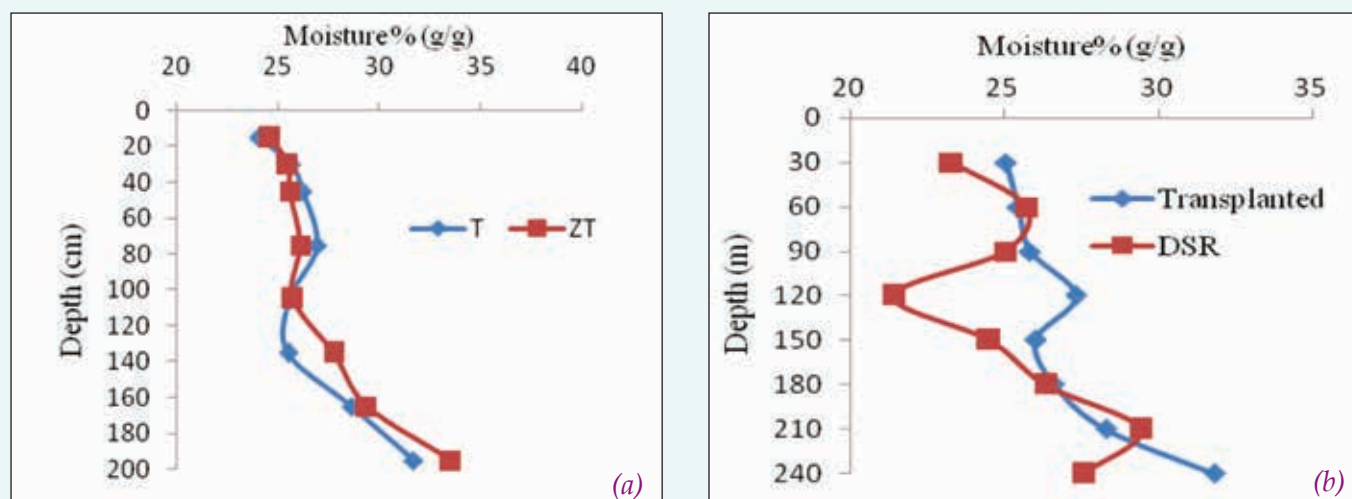 Moisture% (g/g)
20 25 30 35 40
0
20
40
60
80
100
120
140
160
180
200
Depth (cm)
T ZT
(a)
Moisture% (g/g)
20 25 30 35
0
30
60
90
120
150
180
210
240
Depth (m)
Transplanted
DSR
(b)